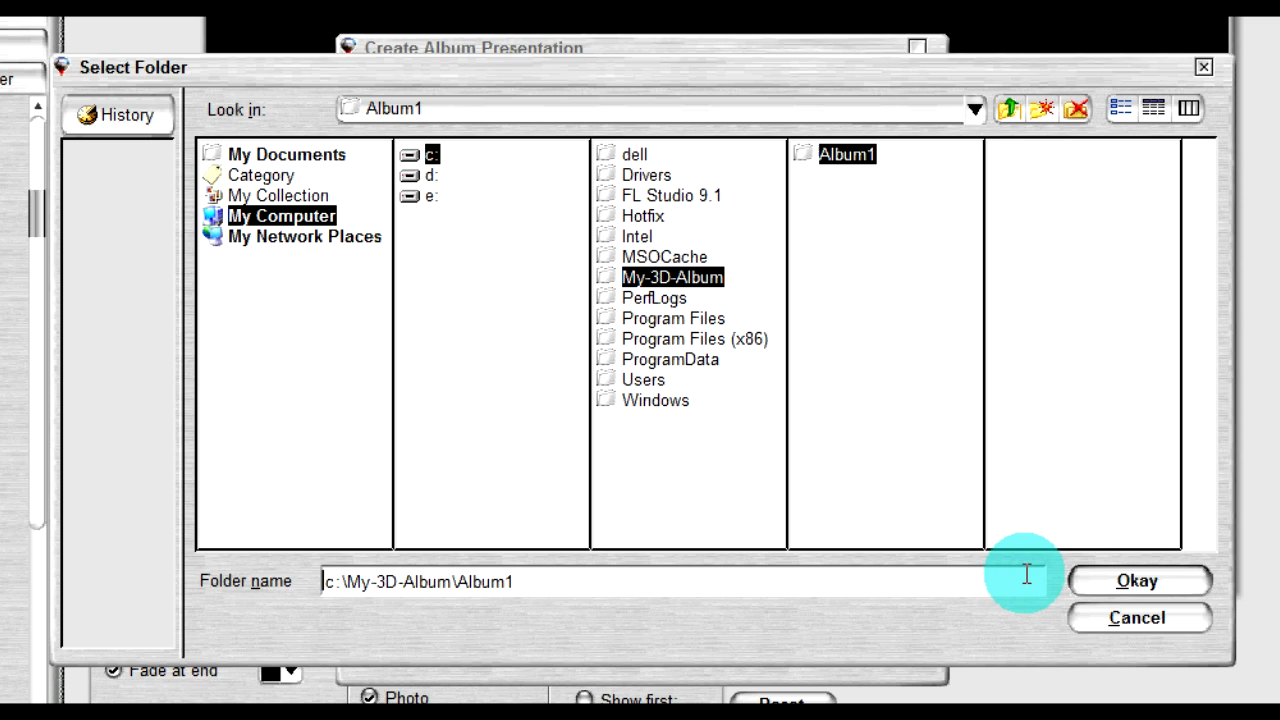 Create Album Presentation
Select Folder
er
History
Look in:
Album1
My Documents
Category
My Collection
My Computer
My Network Places
c:
d:
e:
dell
Drivers
FL Studio 9.1
Hotfix
Intel
MSOCache
My-3D-Album
PerfLogs
Program Files
Program Files (x86)
ProgramData
Users
Windows
Album1
Folder name
c:\My-3D-Album\Album1
Okay
Cancel
Fade at end
Photo
Show first:
Reset